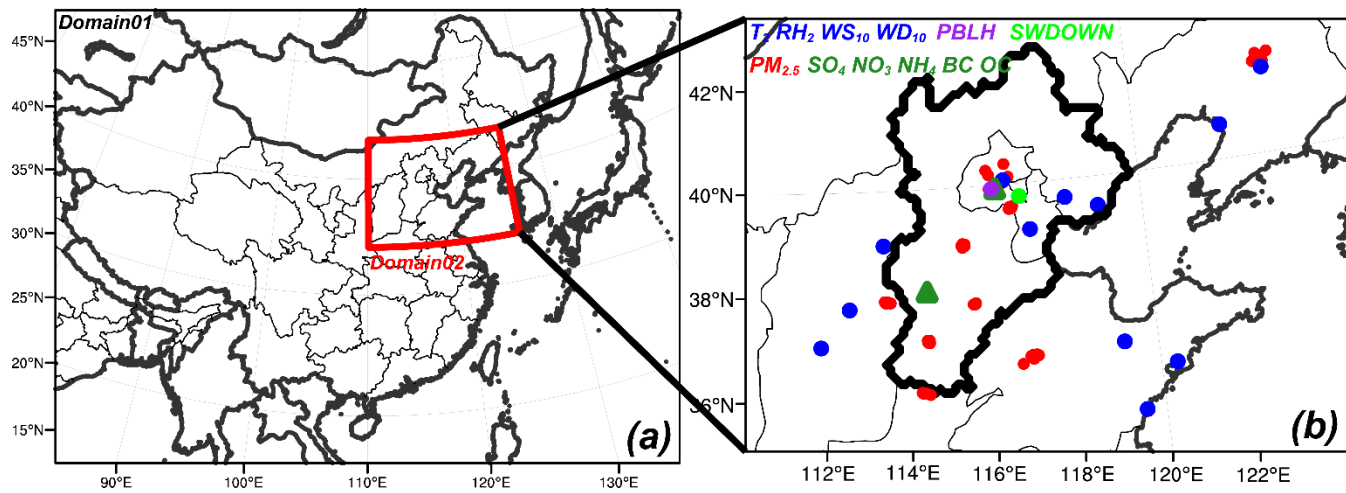 Domain01
45°N
40°N
35°N
30°N
25°N
20°N
15°N
90°E
100°E
110°E
120°E
130°E
Domain02
(a)
T₂ RH₂ WS₁₀ WD₁₀ PBLH SWDOWN
PM₂.₅ SO₄ NO₃ NH₄ BC OC
42°N
40°N
38°N
36°N
112°E
114°E
116°E
118°E
120°E
122°E
(b)